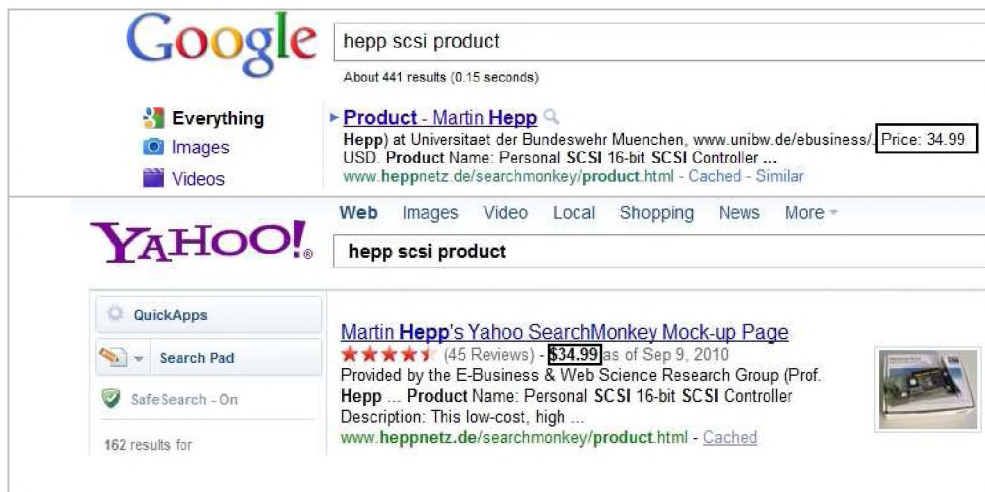 Google
hepp scsi product
About 441 results (0.15 seconds)
Everything
Images
Videos
Product - Martin Hepp
Hepp) at Universitaet der Bundeswehr Muenchen, www.unibw.de/ebusiness/. Price: 34.99
USD. Product Name: Personal SCSI 16-bit SCSI Controller ...
www.heppnetz.de/searchmonkey/product.html - Cached - Similar
YAHOO!®
Web Images Video Local Shopping News More
hepp scsi product
QuickApps
Search Pad
SafeSearch - On
162 results for
Martin Hepp's Yahoo SearchMonkey Mock-up Page
(45 Reviews) - $34.99 as of Sep 9, 2010
Provided by the E-Business & Web Science Research Group (Prof.
Hepp ... Product Name: Personal SCSI 16-bit SCSI Controller
Description: This low-cost, high ...
www.heppnetz.de/searchmonkey/product.html - Cached